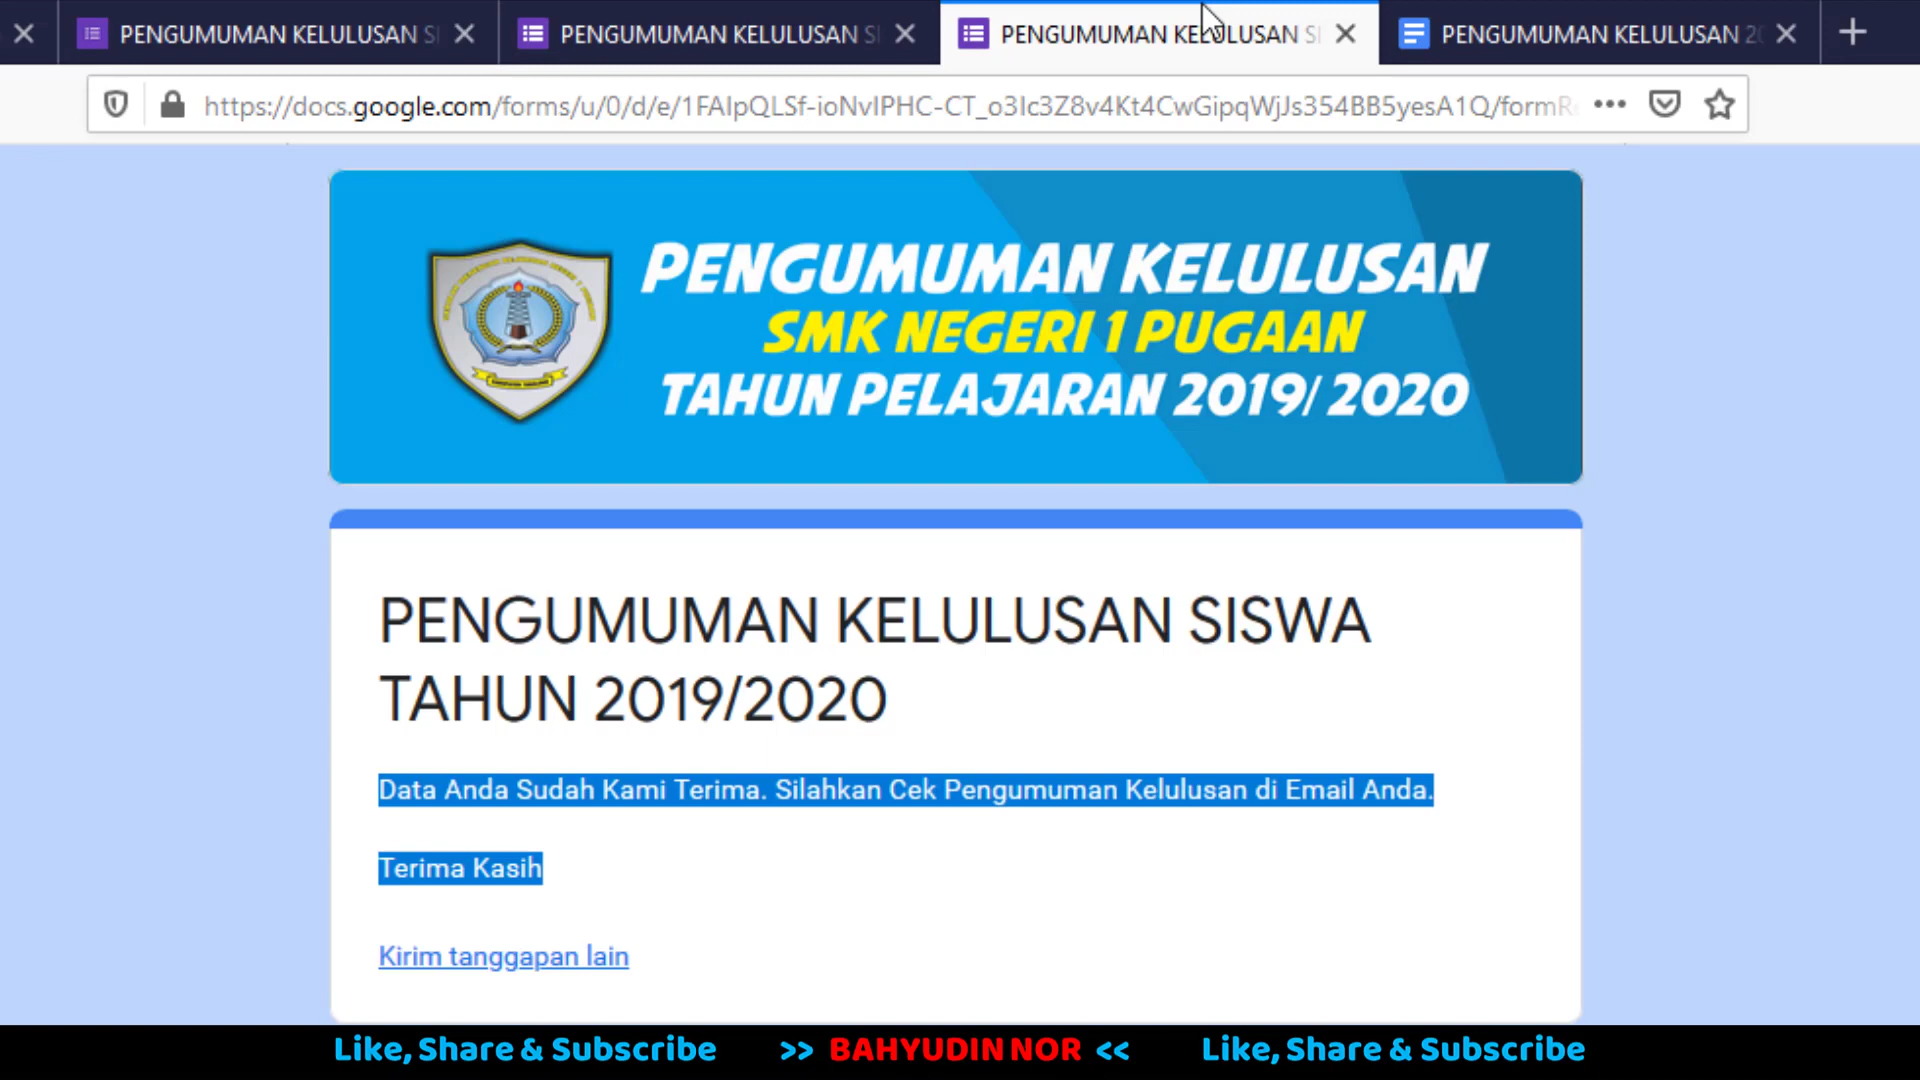 PENGUMUMAN KELULUSAN S
PENGUMUMAN KELULUSAN S
PENGUMUMAN KELULUSAN S
PENGUMUMAN KELULUSAN 20
https://docs.google.com/forms/u/0/d/e/1FAIpQLSf-ioNvIPHC-CT_o3Ic3Z8v4Kt4CwGipqWjJs354BB5yesA1Q/formR
PENGUMUMAN KELULUSAN
SMK NEGERI 1 PUGAAN
TAHUN PELAJARAN 2019/ 2020
PENGUMUMAN KELULUSAN SISWA
TAHUN 2019/2020
Data Anda Sudah Kami Terima. Silahkan Cek Pengumuman Kelulusan di Email Anda.
Terima Kasih
Kirim tanggapan lain
Like, Share & Subscribe >> BAHYUDIN NOR << Like, Share & Subscribe